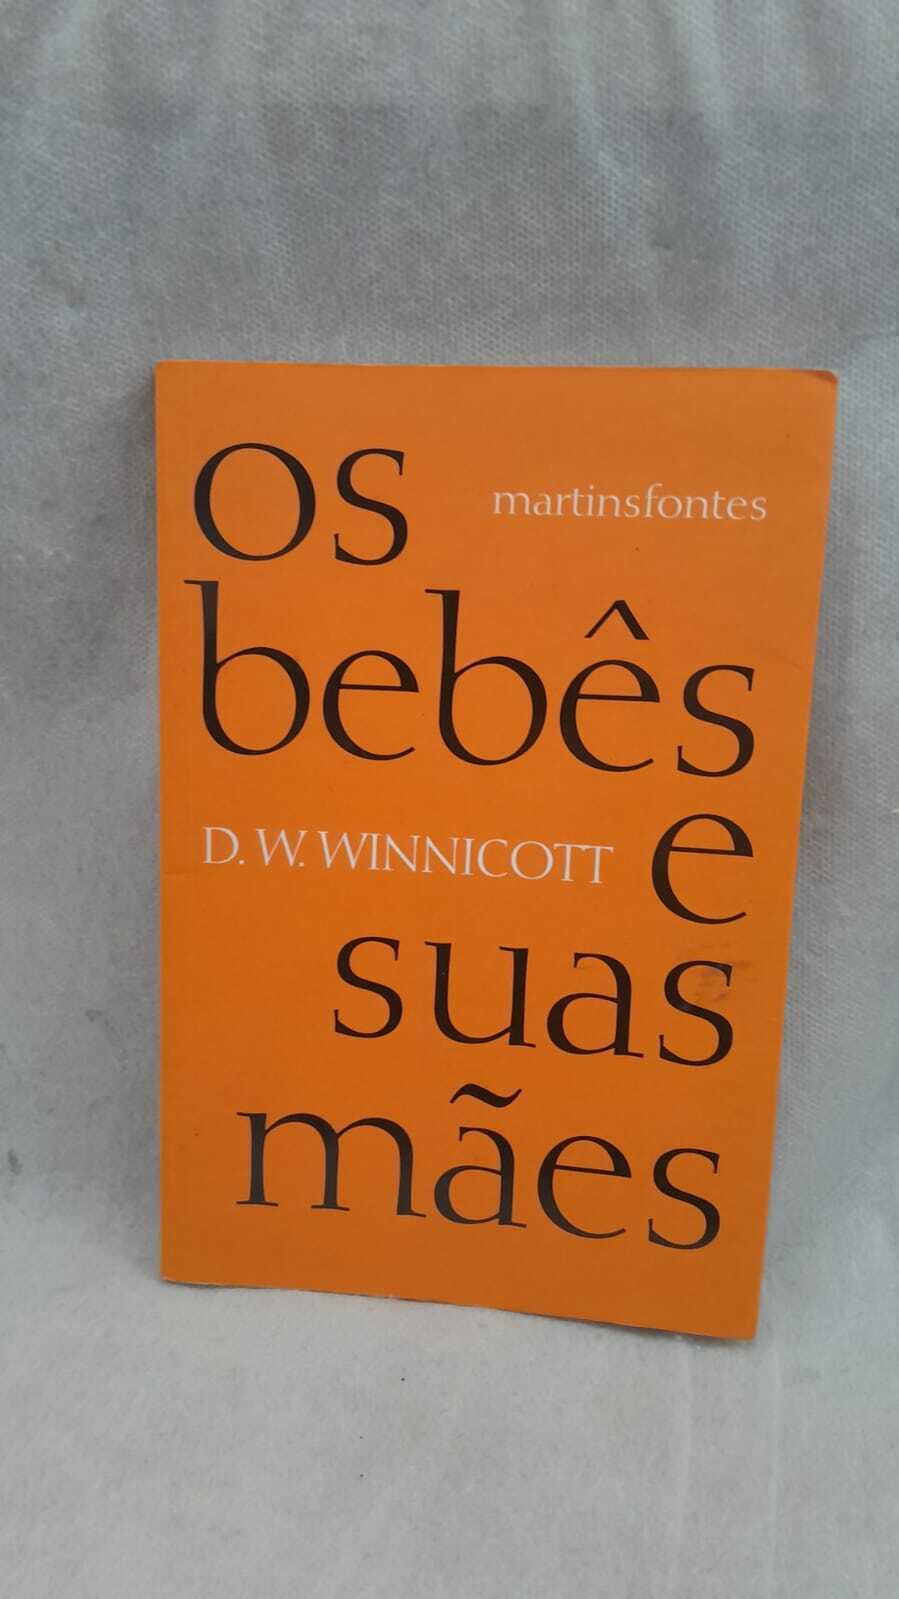 os
martinsfontes
bebês
D. W. WINNICOTT e
suas
mães